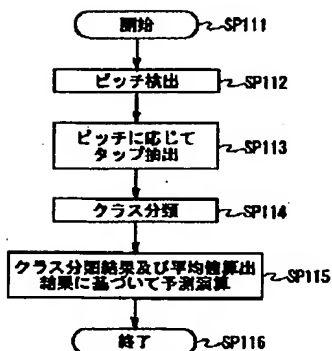 開始
SP111
ピッチ検出
SP112
ピッチに応じて
タップ抽出
SP113
クラス分類
SP114
クラス分類結果及び平均値算出
結果に基づいて予測演算
SP115
終了
SP116